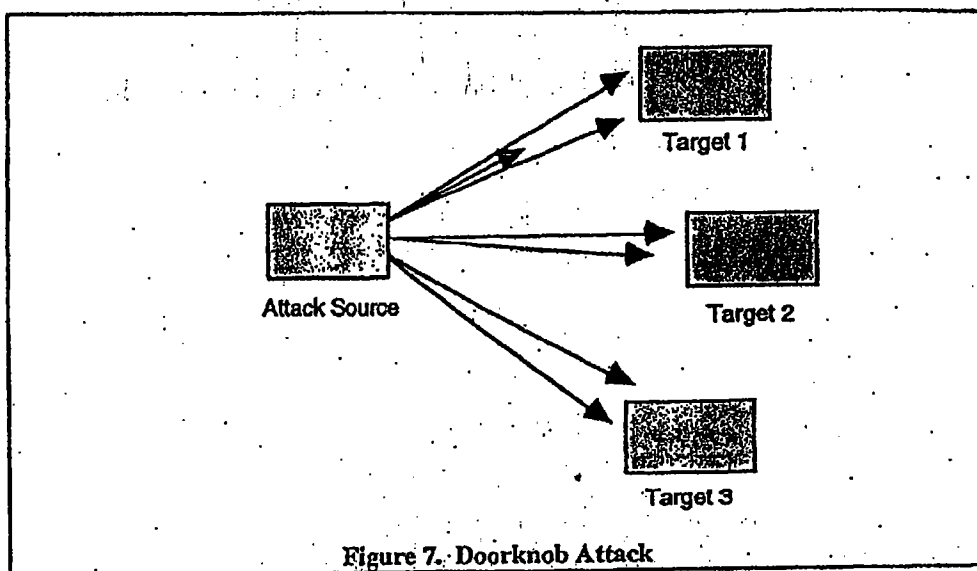 Target 1
Attack Source
Target 2
Target 3
Figure 7. Doorknob Attack